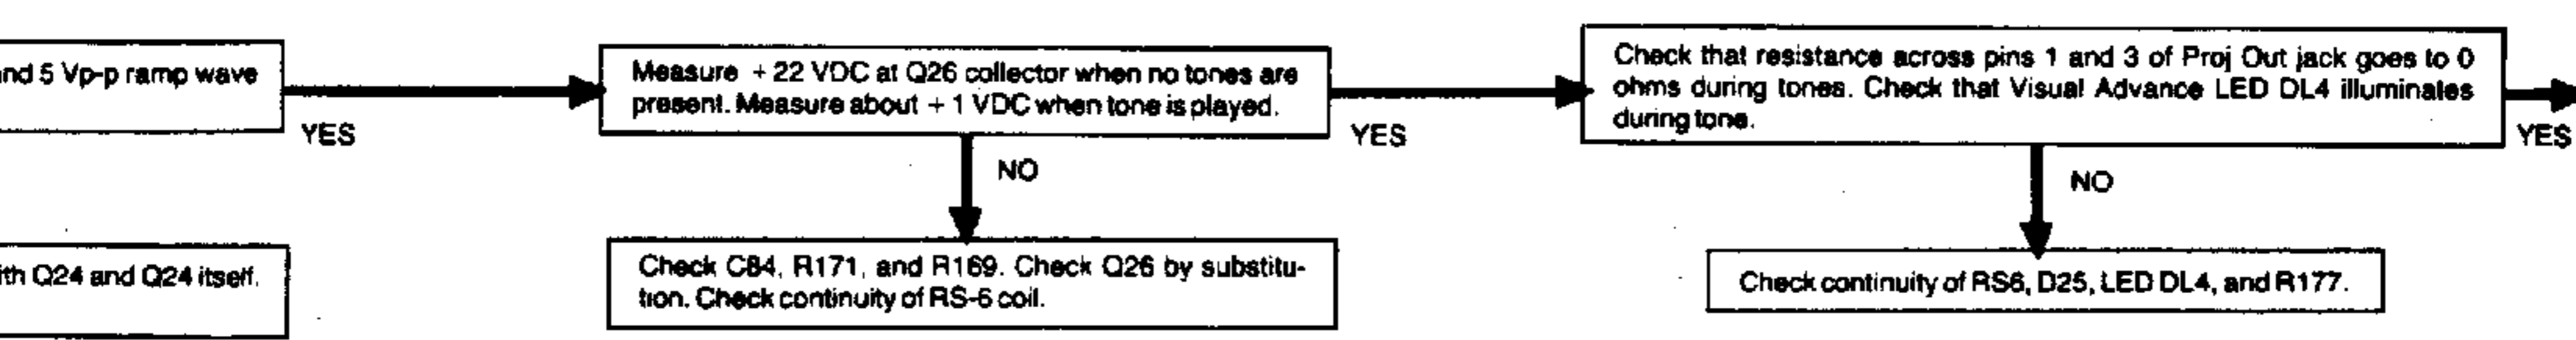 and 5 Vp-p ramp wave
YES
Measure + 22 VDC at Q26 collector when no tones are
present. Measure about + 1 VDC when tone is played.
YES
Check that resistance across pins 1 and 3 of Proj Out jack goes to 0
ohms during tones. Check that Visual Advance LED DL4 illuminates
during tone.
YES
NO
NO
ith Q24 and Q24 itself.
Check C84, R171, and R169. Check Q26 by substitu-
tion. Check continuity of RS-6 coil.
Check continuity of RS6, D25, LED DL4, and R177.